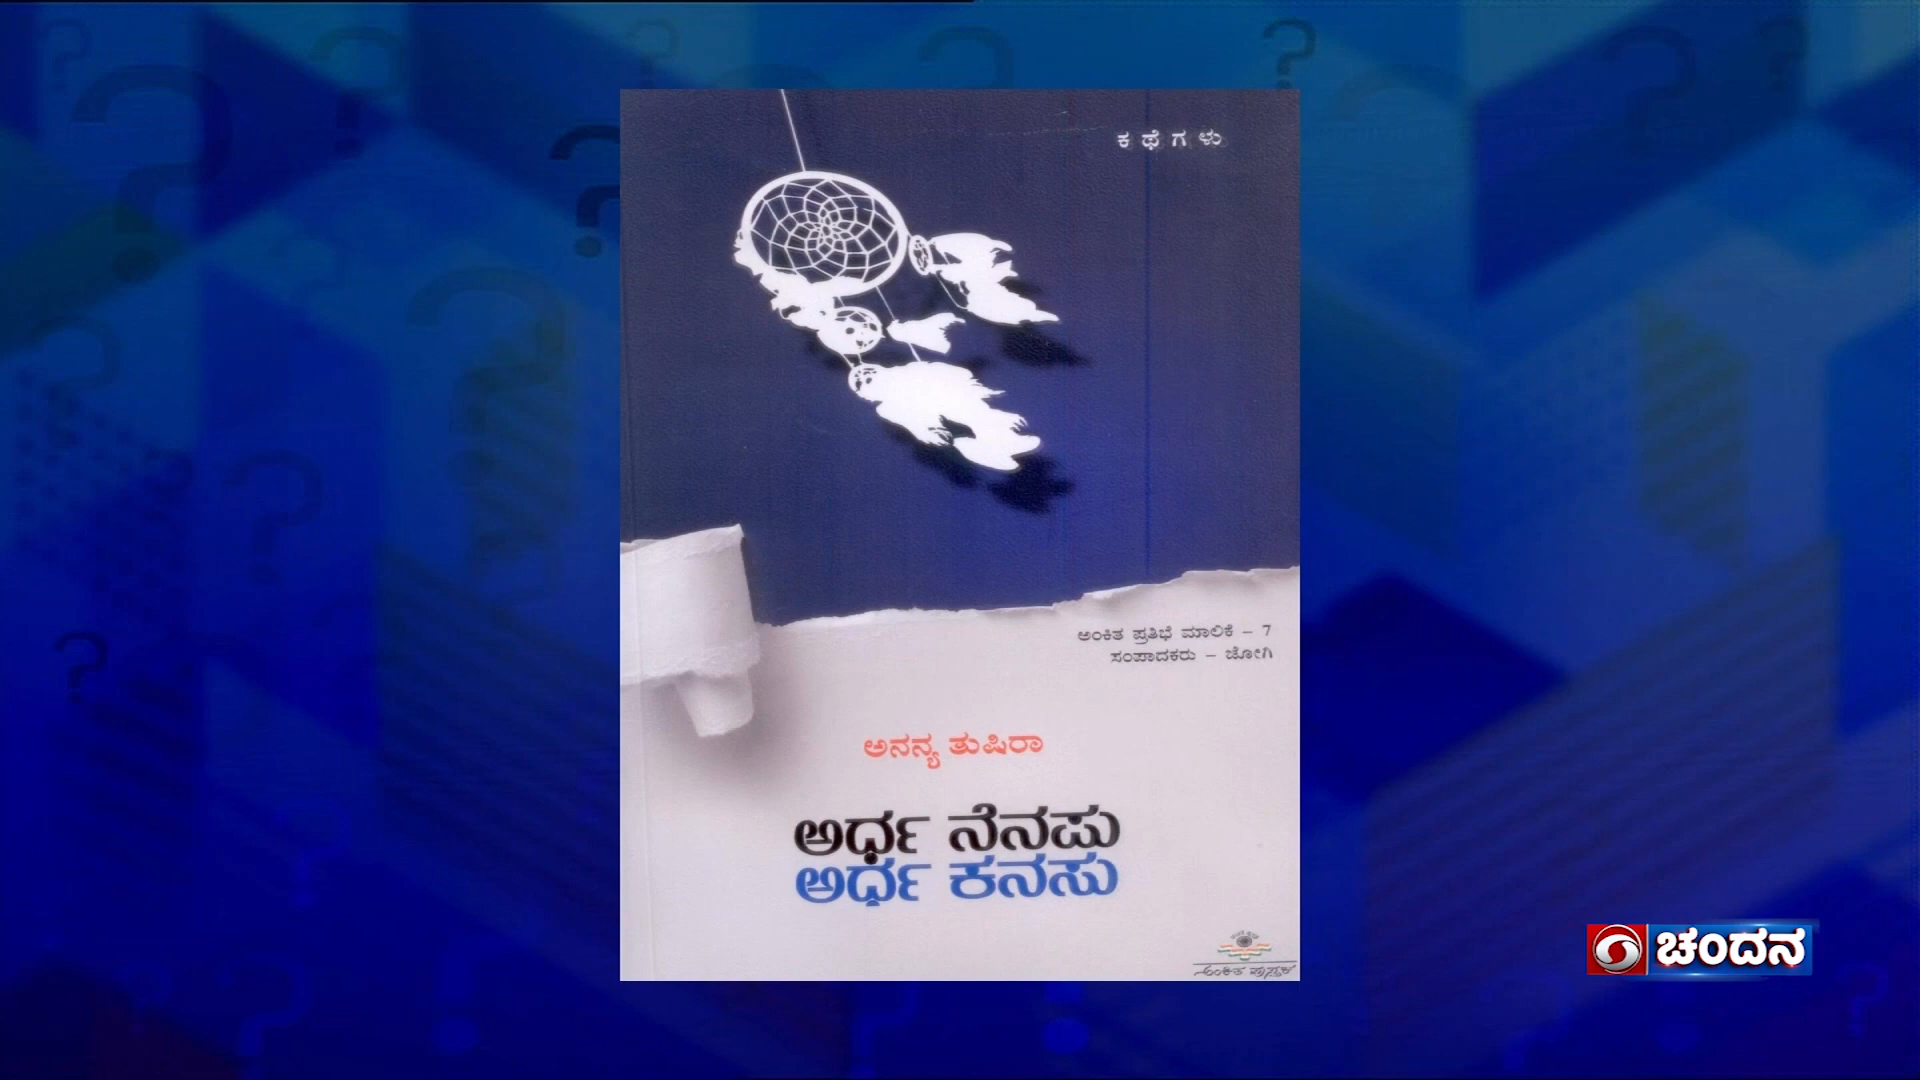 ಕಥೆಗಳು
ಅಂಕಿತ ಪ್ರತಿಭೆ ಮಾಲಿಕೆ – 7
ಸಂಪಾದಕರು – ಜೋಗಿ
ಅನನ್ಯ ತುಷಿರಾ
ಅರ್ಧ ನೆನಪು
ಅರ್ಧ ಕನಸು
ಅಂಕಿತ ಪುಸ್ತಕ
ಚಂದನ